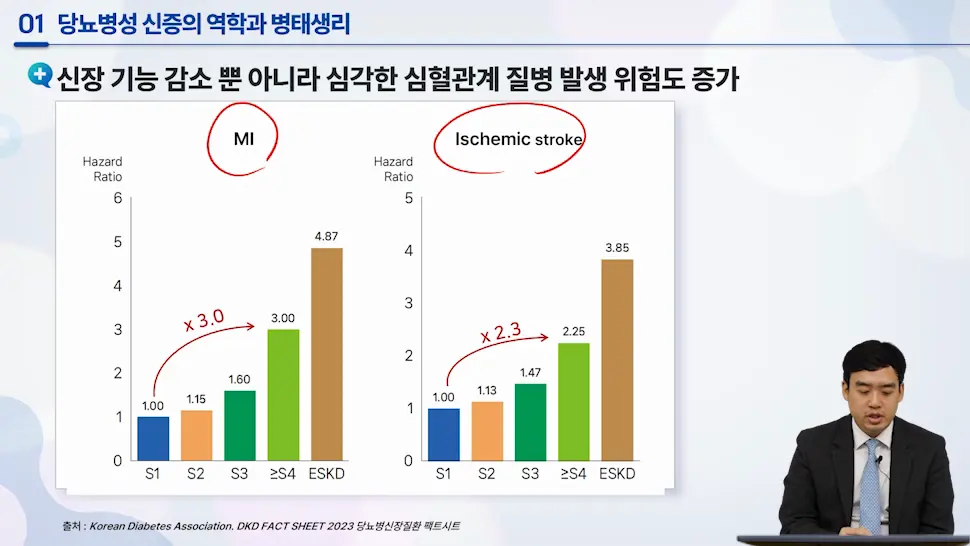 01 당뇨병성 신증의 역학과 병태생리
신장 기능 감소 뿐 아니라 심각한 심혈관계 질병 발생 위험도 증가
MI
Hazard
Ratio
6
5
4
3
2
1
0
1.00
1.15
1.60
3.00
4.87
x 3.0
S1 S2 S3 ≥S4 ESKD
Ischemic stroke
Hazard
Ratio
5
4
3
2
1
0
1.00
1.13
1.47
2.25
3.85
x 2.3
S1 S2 S3 ≥S4 ESKD
출처 : Korean Diabetes Association. DKD FACT SHEET 2023 당뇨병신장질환 팩트시트